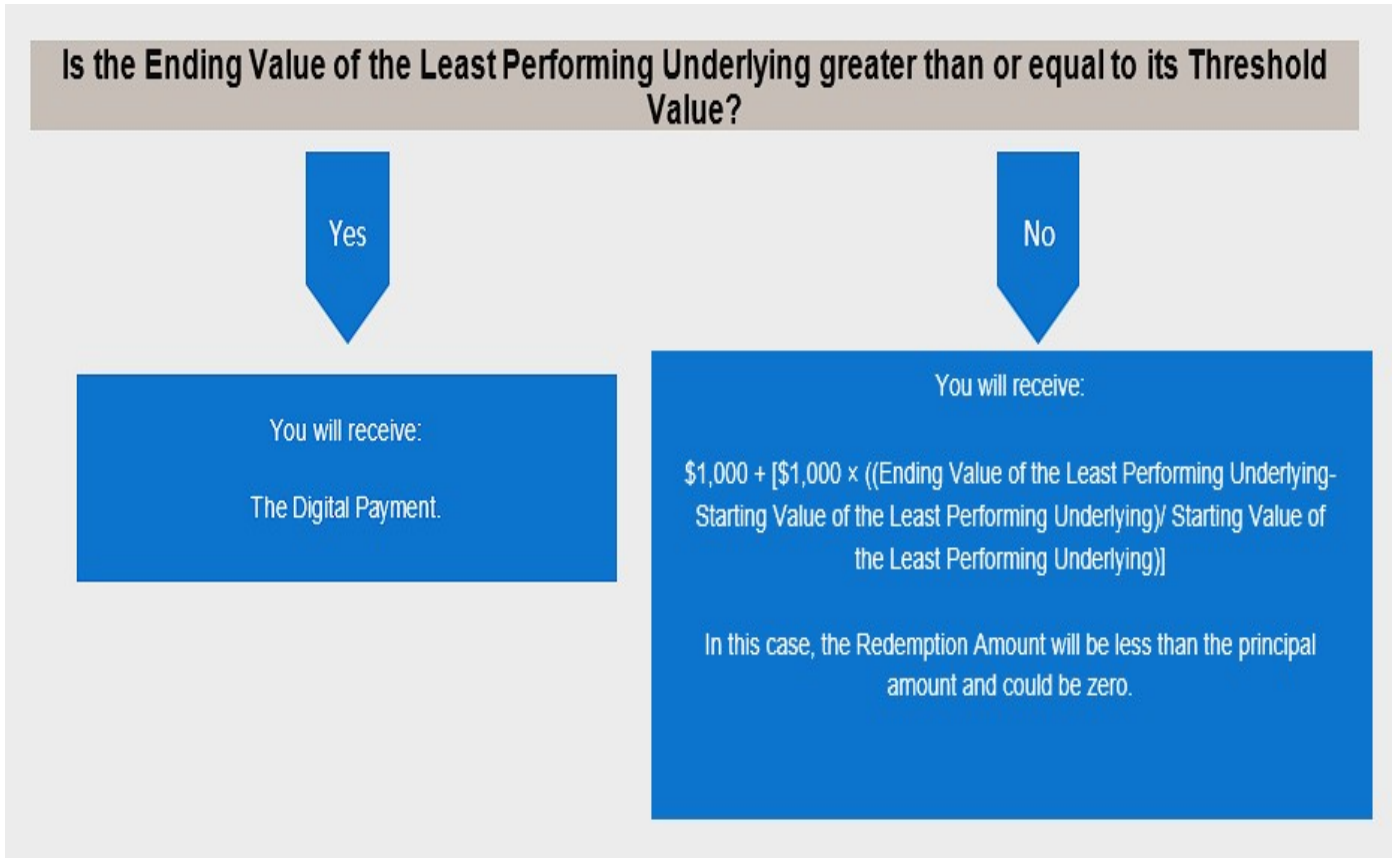 Is the Ending Value of the Least Performing Underlying greater than or equal to its Threshold
Value?
Yes
No
You will receive:
The Digital Payment.
You will receive:
$1,000 + [$1,000 × ((Ending Value of the Least Performing Underlying-
Starting Value of the Least Performing Underlying)/ Starting Value of
the Least Performing Underlying)]
In this case, the Redemption Amount will be less than the principal
amount and could be zero.